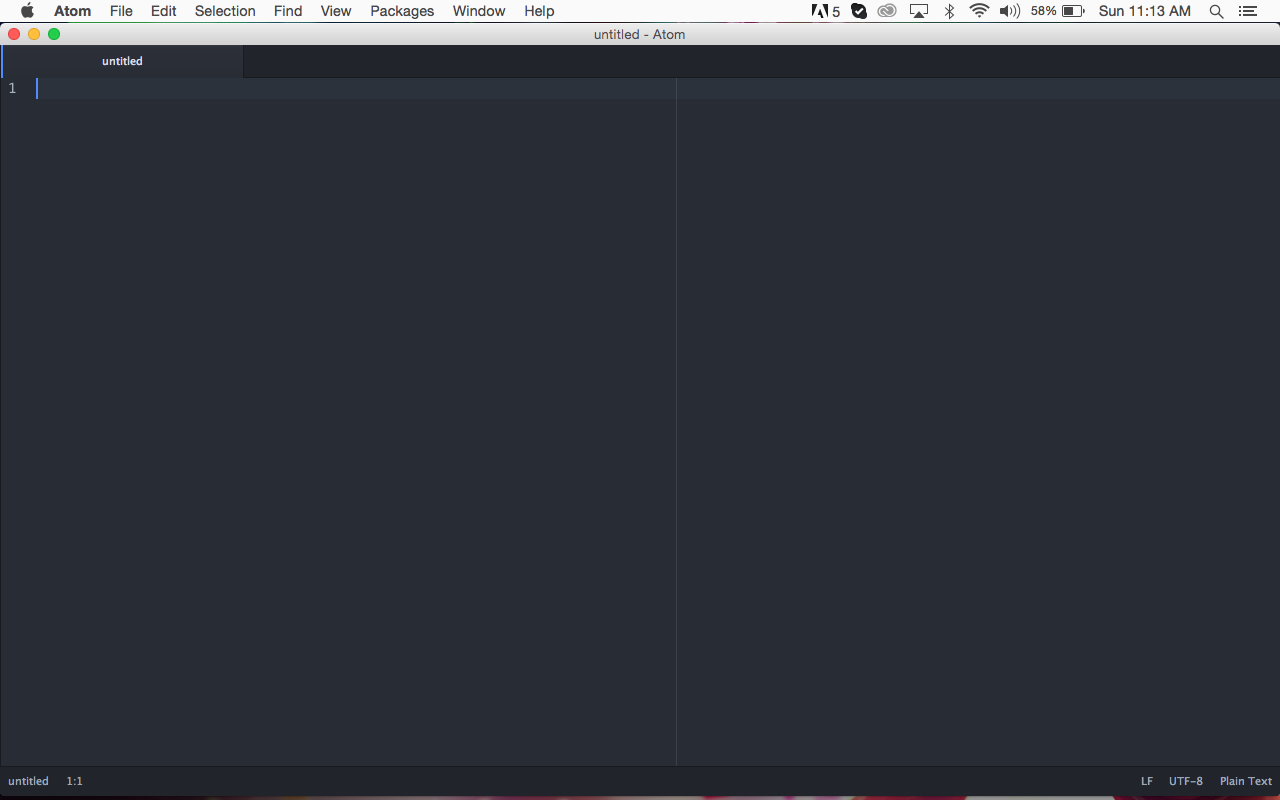 Atom File Edit Selection Find View Packages Window Help 5 58% Sun 11:13 AM
untitled - Atom
untitled
1
untitled 1:1 LF UTF-8 Plain Text